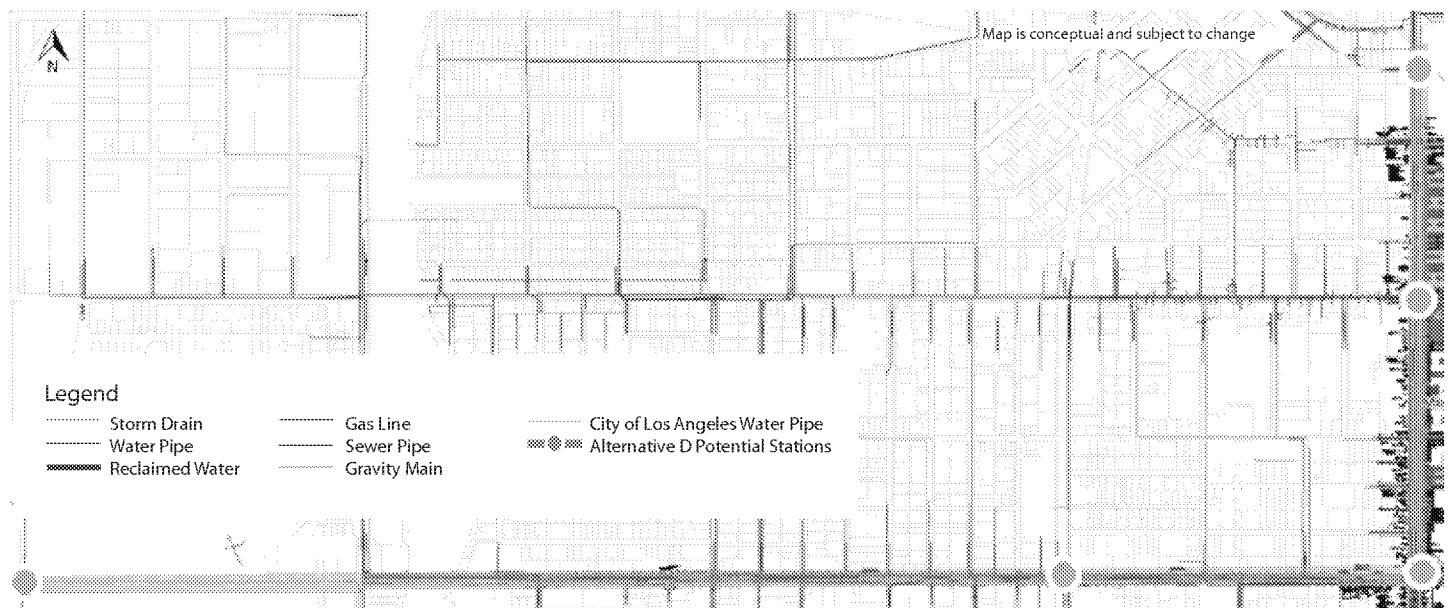 Map is conceptual and subject to change
N
Legend
Storm Drain
Water Pipe
Reclaimed Water
Gas Line
Sewer Pipe
Gravity Main
City of Los Angeles Water Pipe
Alternative D Potential Stations